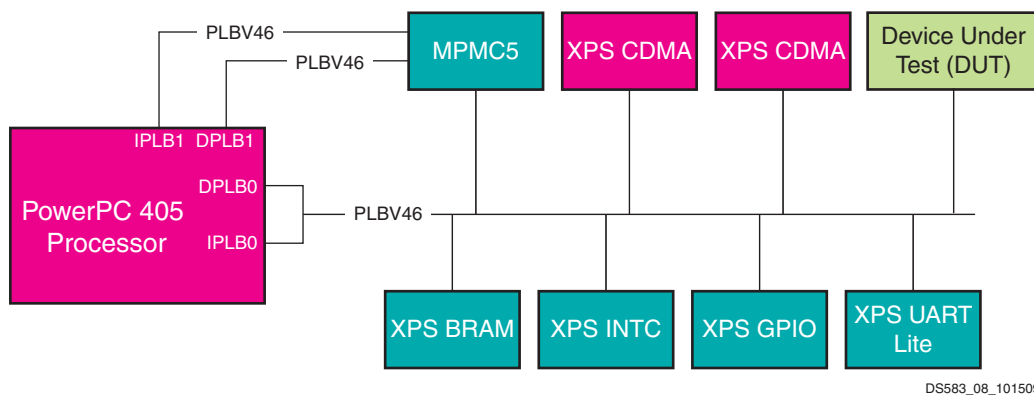 PLBV46
PLBV46
MPMC5
XPS CDMA
XPS CDMA
Device Under
Test (DUT)
IPLB1
DPLB1
DPLB0
IPLB0
PowerPC 405
Processor
PLBV46
XPS BRAM
XPS INTC
XPS GPIO
XPS UART
Lite
DS583_08_101509